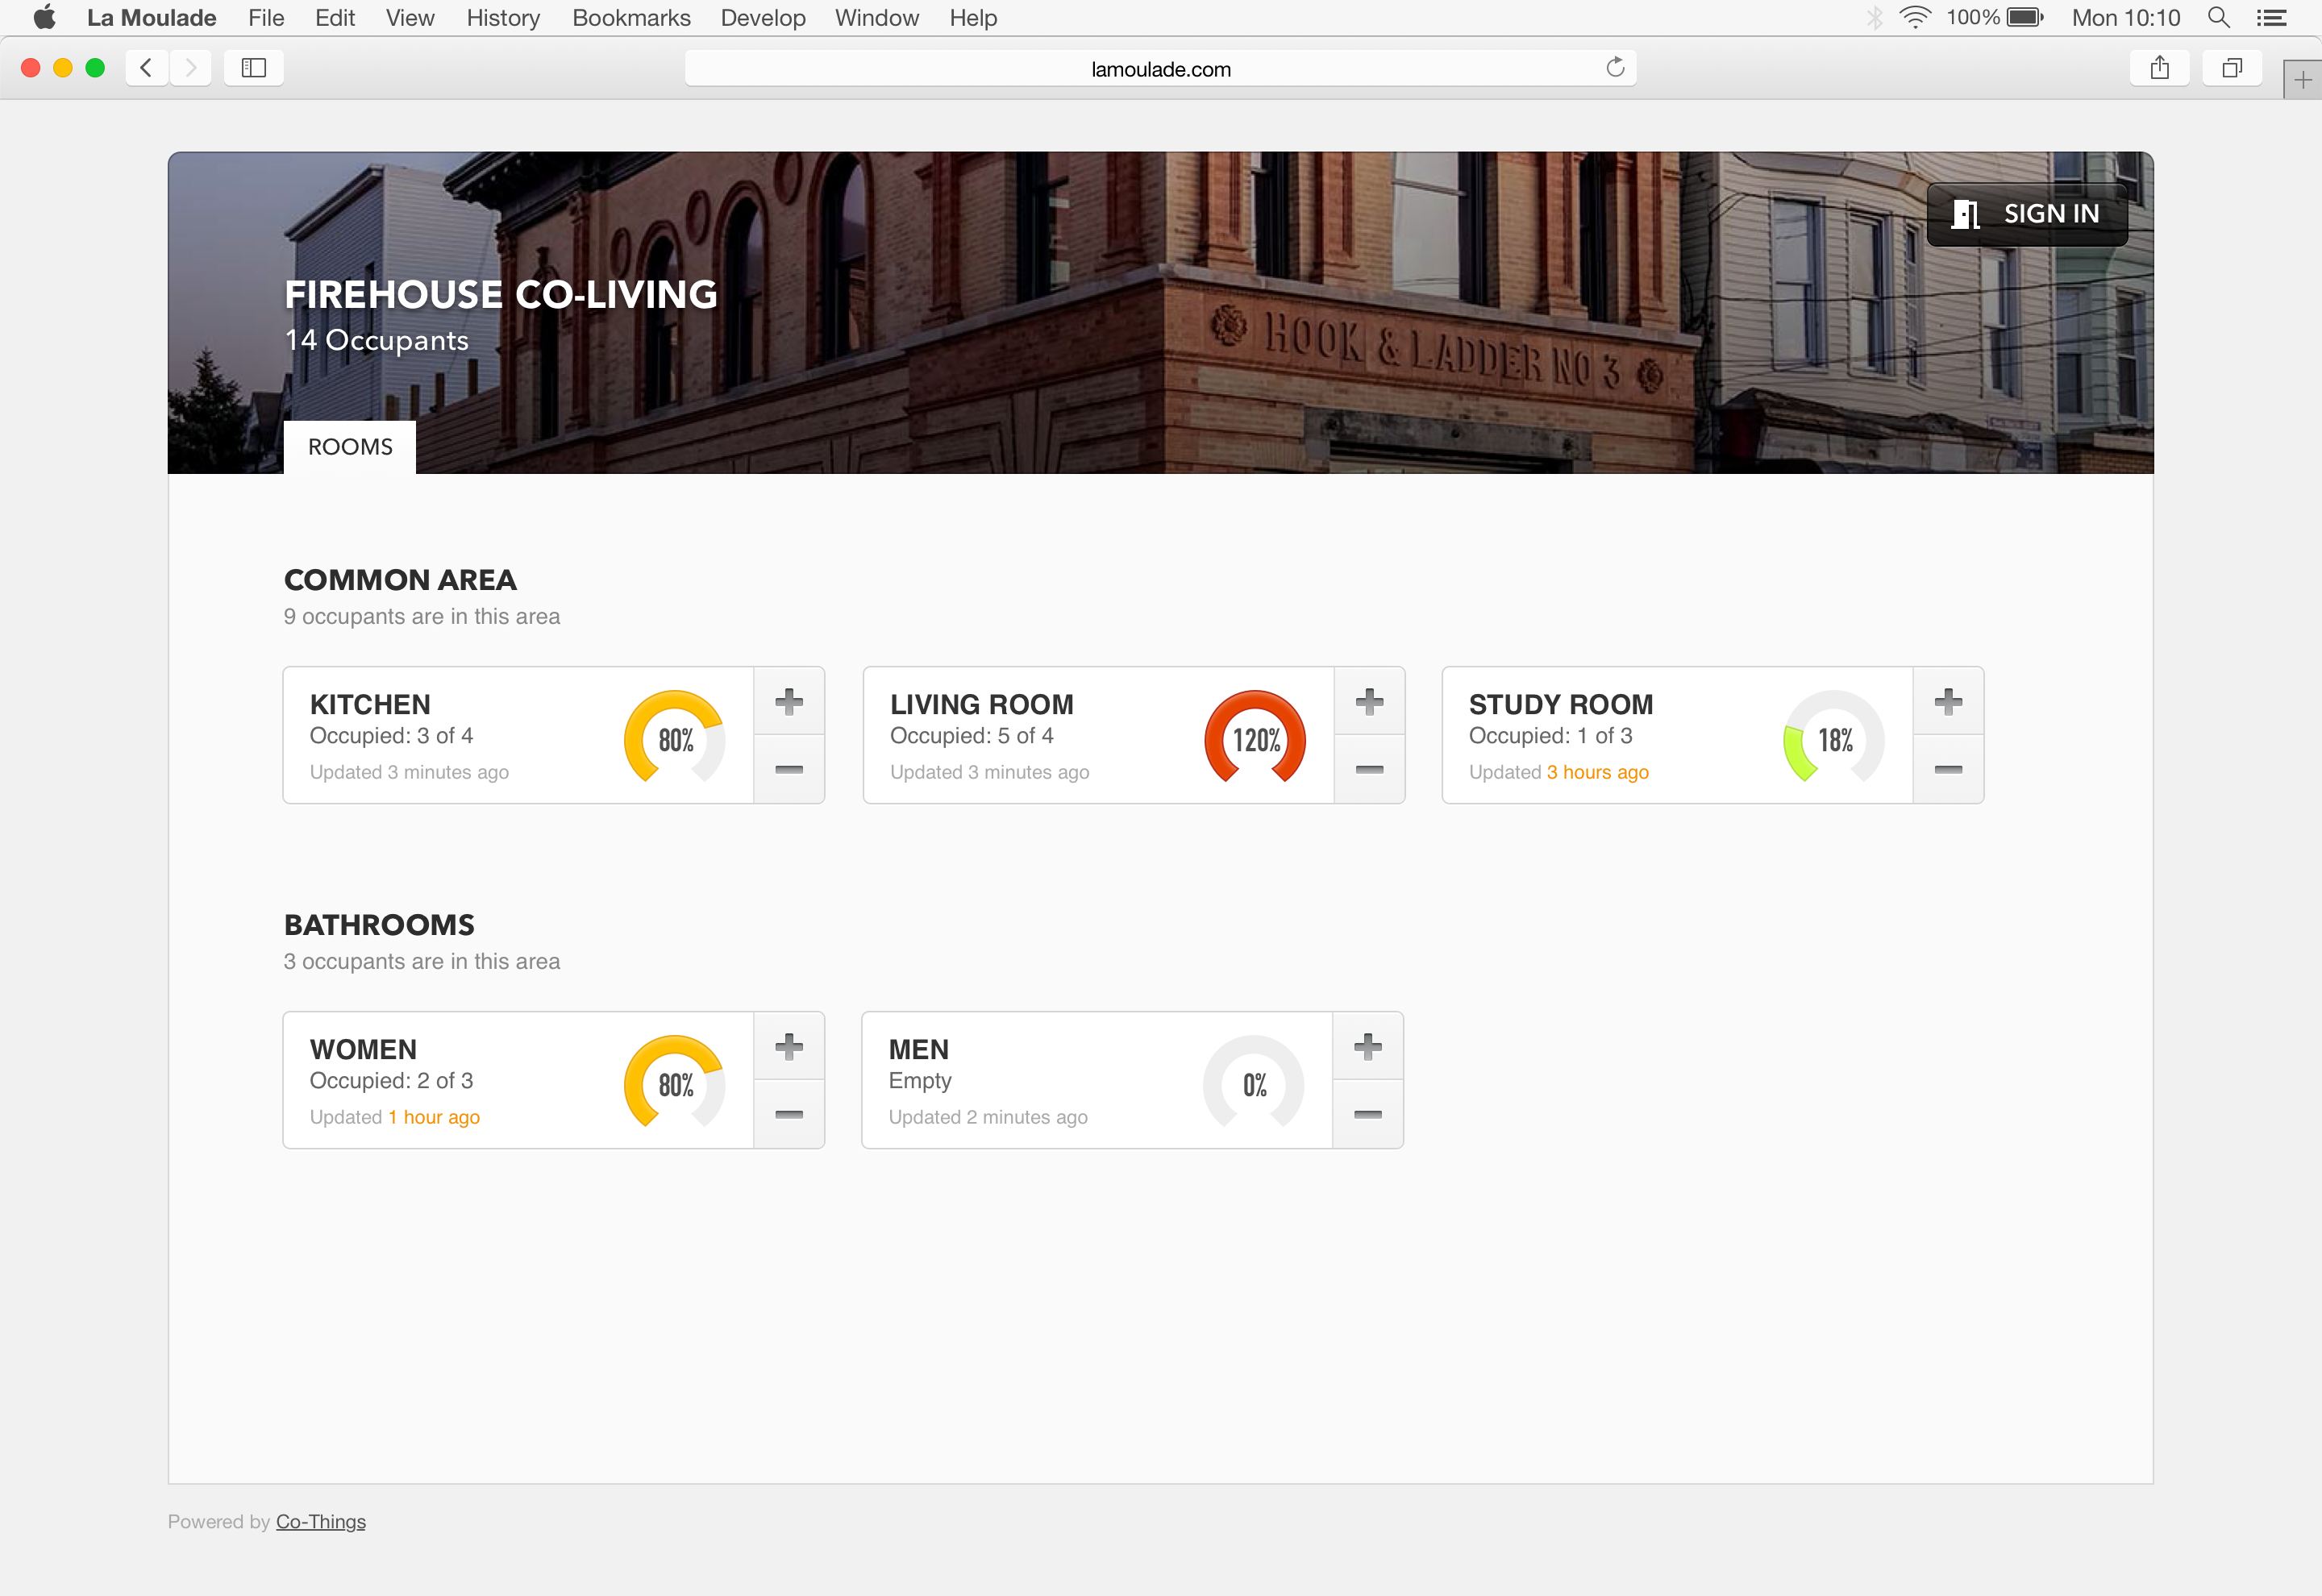 La Moulade File Edit View History Bookmarks Develop Window Help 100% Mon 10:10
lamoulade.com
SIGN IN
FIREHOUSE CO-LIVING
14 Occupants
HOOK & LADDER NO 3
ROOMS
COMMON AREA
9 occupants are in this area
KITCHEN
Occupied: 3 of 4
Updated 3 minutes ago
80%
LIVING ROOM
Occupied: 5 of 4
Updated 3 minutes ago
120%
STUDY ROOM
Occupied: 1 of 3
Updated 3 hours ago
18%
BATHROOMS
3 occupants are in this area
WOMEN
Occupied: 2 of 3
Updated 1 hour ago
80%
MEN
Empty
Updated 2 minutes ago
0%
Powered by Co-Things